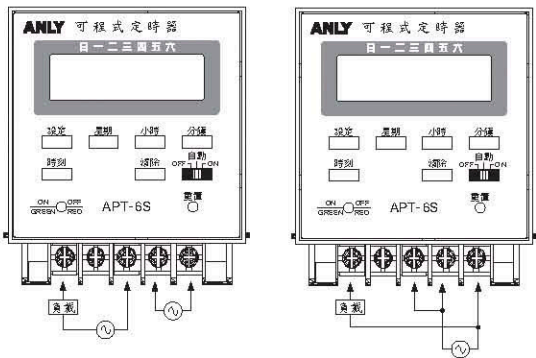 ANLY 可程式定時器
日一二三四五六
設定 星期 小時 分鐘
自動
時刻 清除 OFF ON
重置
ON OFF
GREEN RED
APT-6S
負載
ANLY 可程式定時器
日一二三四五六
設定 星期 小時 分鐘
自動
時刻 清除 OFF ON
重置
ON OFF
GREEN RED
APT-6S
負載